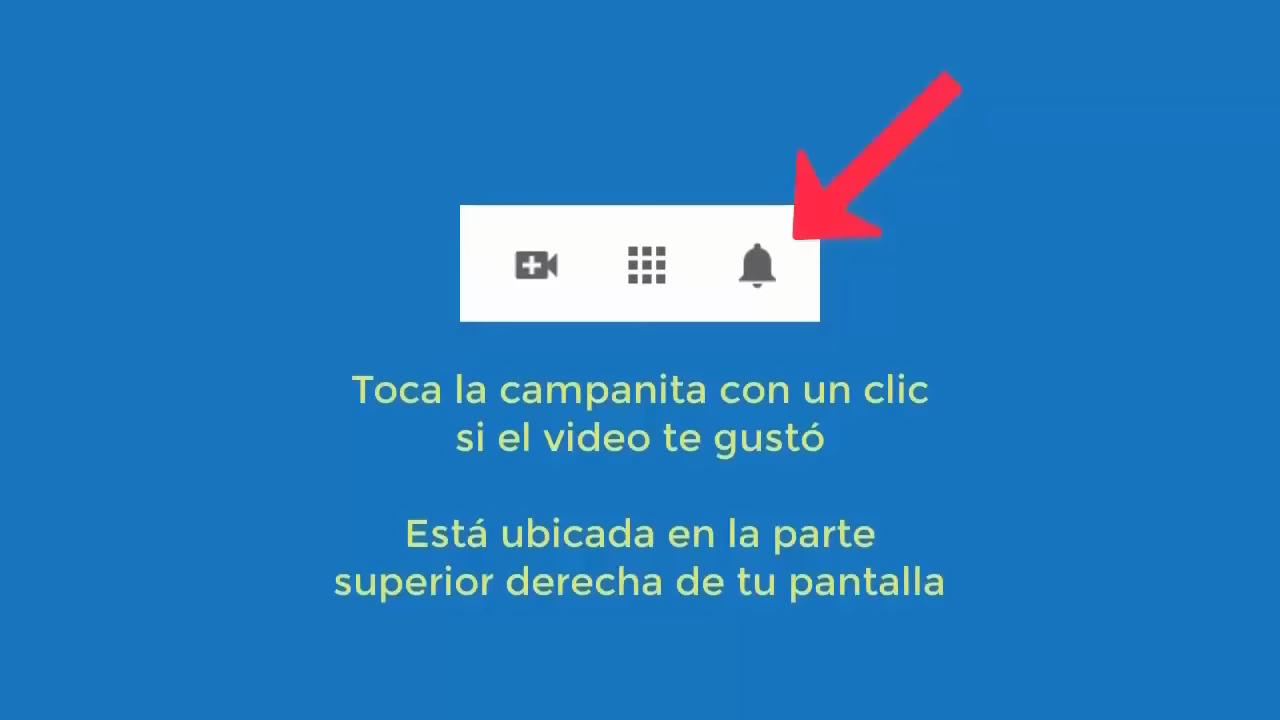 Toca la campanita con un clic
si el video te gustó
Está ubicada en la parte
superior derecha de tu pantalla